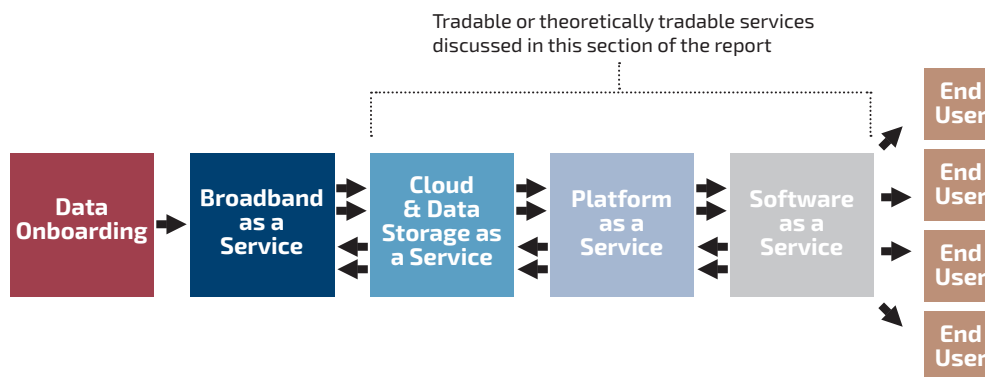 Tradable or theoretically tradable services
discussed in this section of the report
Data
Onboarding
Broadband
as a
Service
Cloud
& Data
Storage as
a Service
Platform
as a
Service
Software
as a
Service
End
User
End
User
End
User
End
User